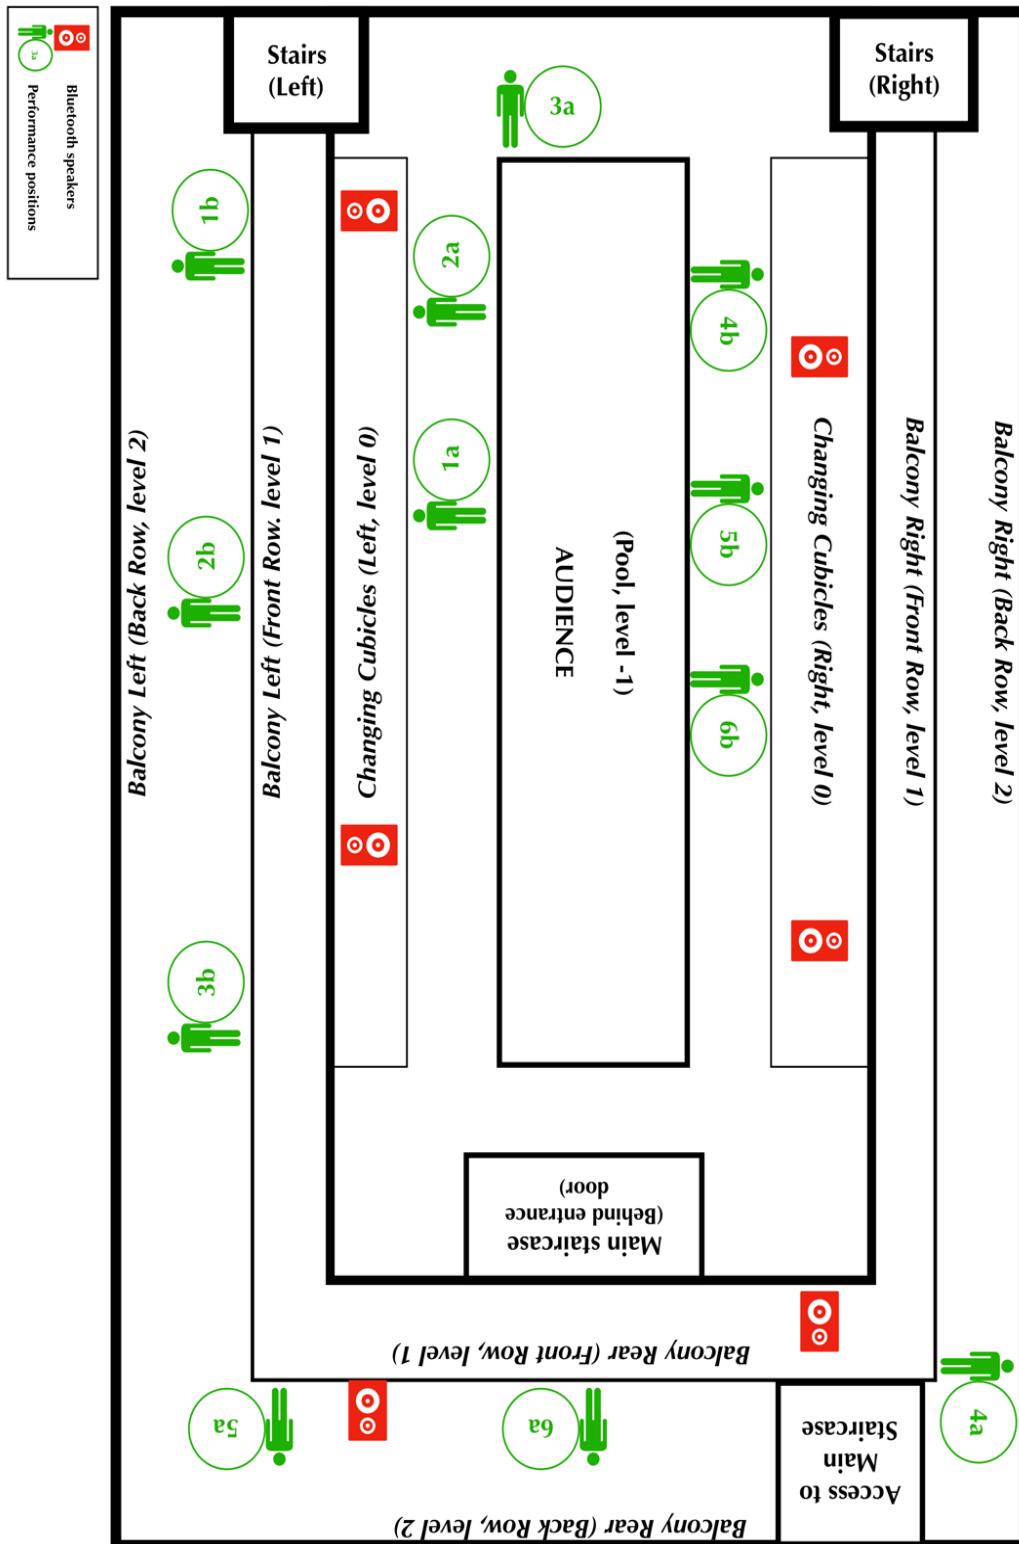 3a
Bluetooth speakers
Performance positions
Stairs
(Left)
Stairs
(Right)
3a
1b
2a
4b
1a
2b
5b
6b
3b
Balcony Left (Back Row, level 2)
Balcony Left (Front Row. level 1)
Changing Cubicles (Left, level 0)
AUDIENCE
(Pool, level -1)
Changing Cubicles (Right, level 0)
Balcony Right (Front Row, level 1)
Balcony Right (Back Row, level 2)
Main staircase
(Behind entrance
door)
Balcony Rear (Front Row, level 1)
5a
6a
4a
Access to
Main
Staircase
Balcony Rear (Back Row, level 2)